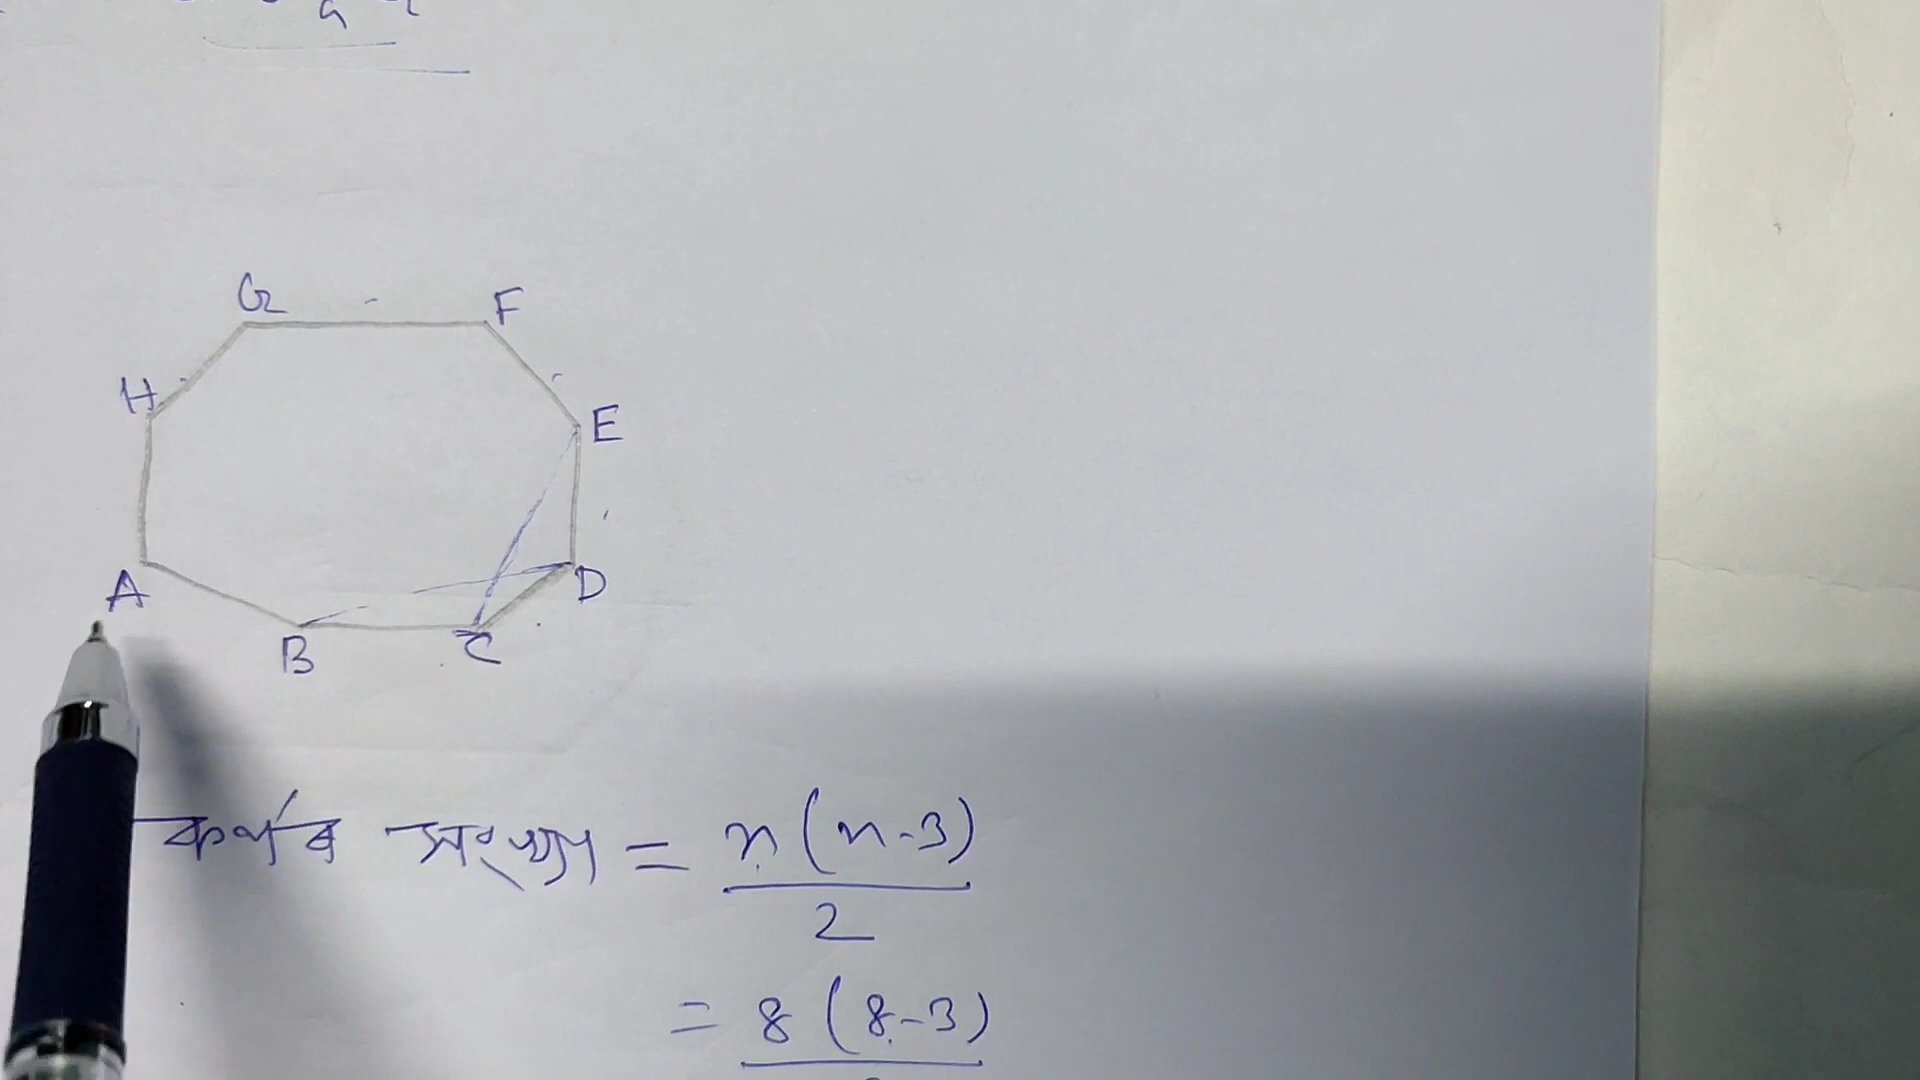 G F
H E
A D
B C
কর্ণের সংখ্যা = n(n-3)
2
= 8(8-3)